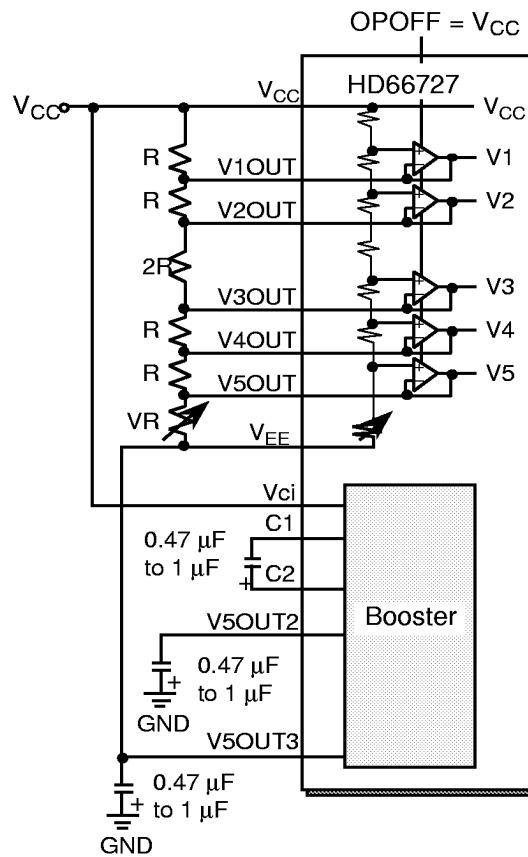 OPOFF = VCC
HD66727
VCC
VCC
VCC
R
V1OUT
V1
R
V2OUT
V2
2R
V3OUT
V3
R
V4OUT
V4
R
V5OUT
V5
VR
VEE
Vci
C1
0.47 µF
to 1 µF
C2
+
Booster
V5OUT2
0.47 µF
to 1 µF
+
GND
V5OUT3
0.47 µF
to 1 µF
+
GND